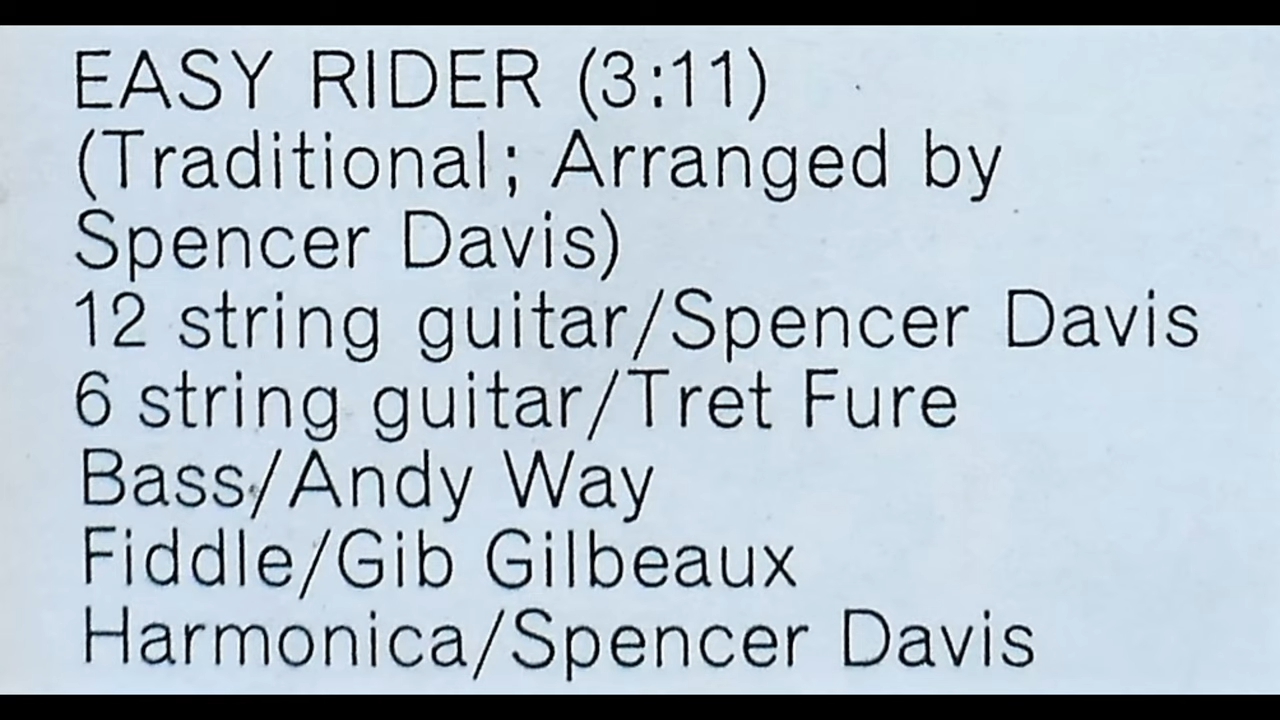 EASY RIDER (3:11)
(Traditional; Arranged by
Spencer Davis)
12 string guitar/Spencer Davis
6 string guitar/Tret Fure
Bass/Andy Way
Fiddle/Gib Gilbeaux
Harmonica/Spencer Davis